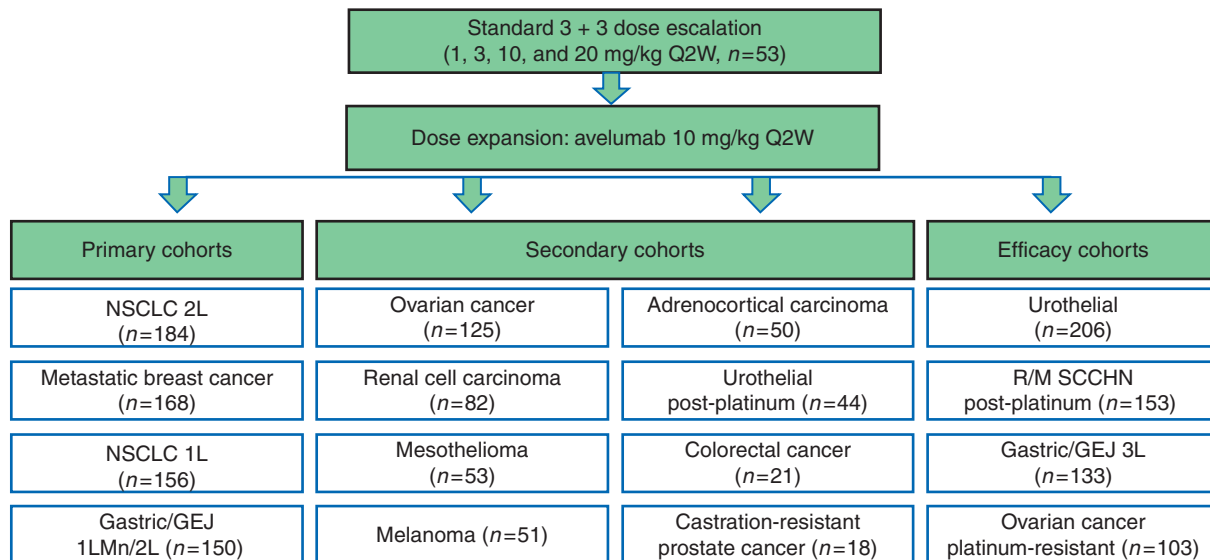 Standard 3 + 3 dose escalation
(1, 3, 10, and 20 mg/kg Q2W, n=53)
Dose expansion: avelumab 10 mg/kg Q2W
Primary cohorts
Secondary cohorts
Efficacy cohorts
NSCLC 2L
(n=184)
Ovarian cancer
(n=125)
Adrenocortical carcinoma
(n=50)
Urothelial
(n=206)
Metastatic breast cancer
(n=168)
Renal cell carcinoma
(n=82)
Urothelial
post-platinum (n=44)
R/M SCCHN
post-platinum (n=153)
NSCLC 1L
(n=156)
Mesothelioma
(n=53)
Colorectal cancer
(n=21)
Gastric/GEJ 3L
(n=133)
Gastric/GEJ
1LMn/2L (n=150)
Melanoma (n=51)
Castration-resistant
prostate cancer (n=18)
Ovarian cancer
platinum-resistant (n=103)